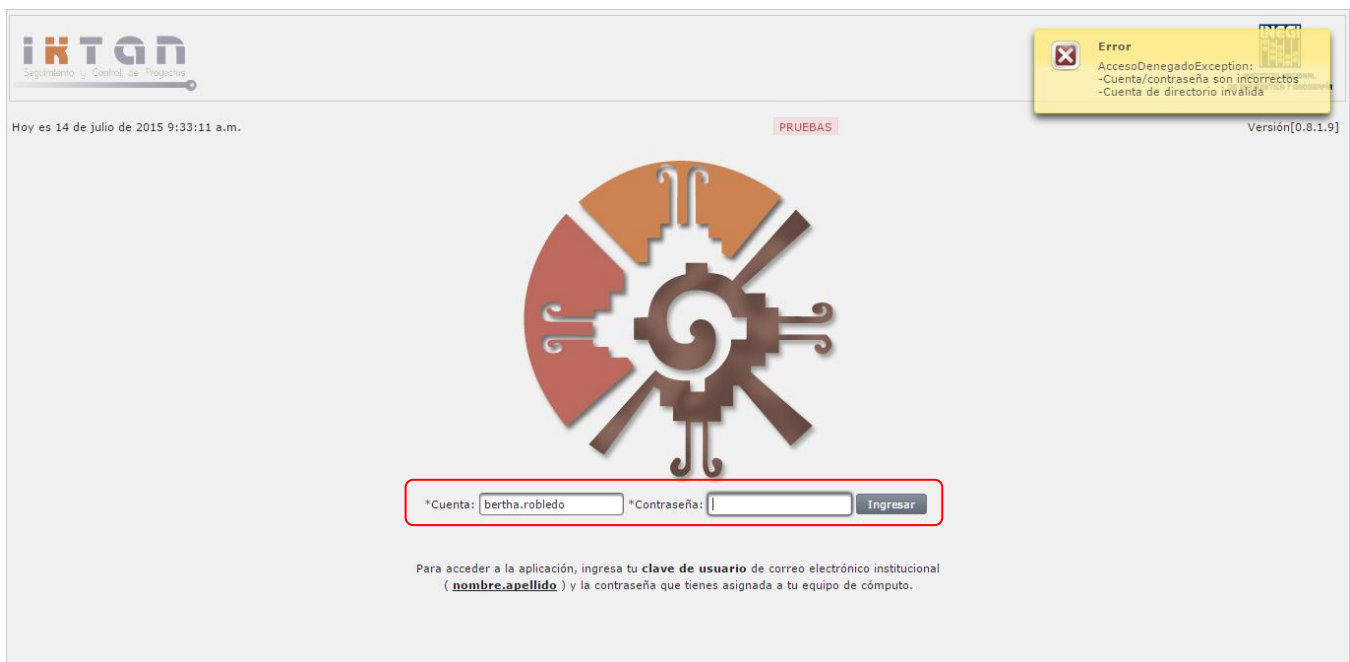 iKTAN
Seguimiento y Control de Proyectos
INEGI
Error
AccesoDenegadoException:
-Cuenta/contraseña son incorrectos
-Cuenta de directorio invalida
Hoy es 14 de julio de 2015 9:33:11 a.m.
PRUEBAS
Versión[0.8.1.9]
*Cuenta: bertha.robledo *Contraseña: Ingresar
Para acceder a la aplicación, ingresa tu clave de usuario de correo electrónico institucional
( nombre.apellido ) y la contraseña que tienes asignada a tu equipo de cómputo.